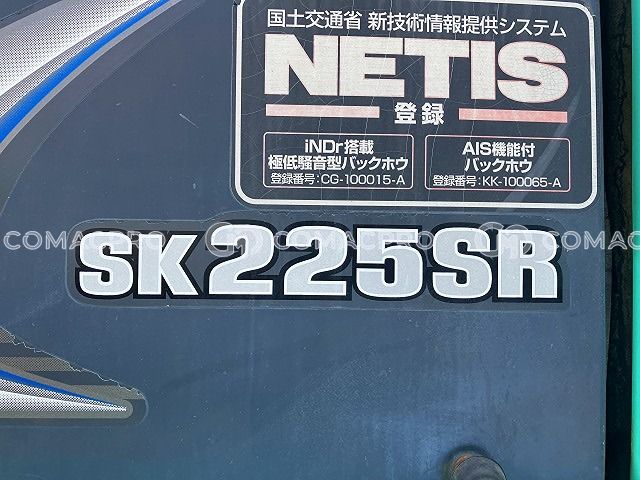 国土交通省 新技術情報提供システム
NETIS
登録
iNDr搭載
極低騒音型バックホウ
登録番号:CG-100015-A
AIS機能付
バックホウ
登録番号:KK-100065-A
COMACPRO COMACPRO COMAC
SK225SR